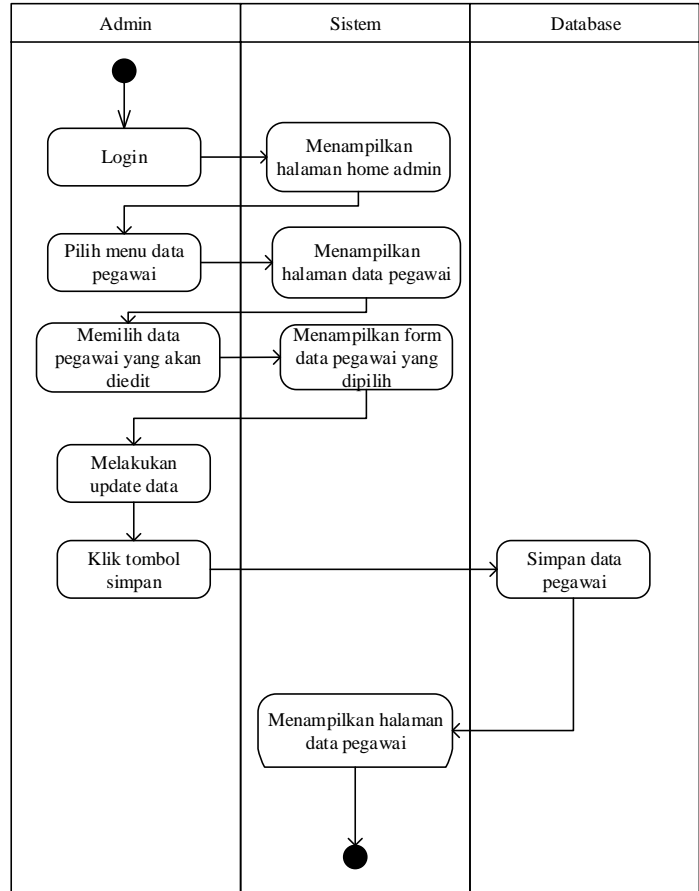 Admin
Sistem
Database
Login
Menampilkan
halaman home admin
Pilih menu data
pegawai
Menampilkan
halaman data pegawai
Memilih data
pegawai yang akan
diedit
Menampilkan form
data pegawai yang
dipilih
Melakukan
update data
Klik tombol
simpan
Simpan data
pegawai
Menampilkan halaman
data pegawai